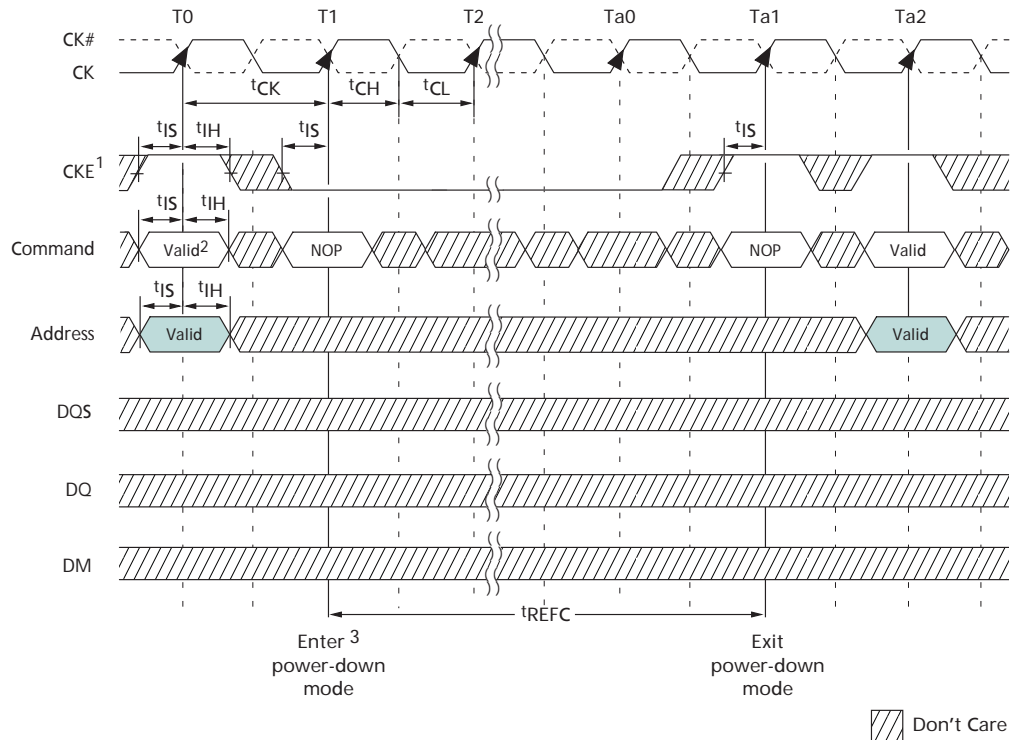 T0 T1 T2 Ta0 Ta1 Ta2
CK#
CK
tCK tCH tCL
tIS tIH tIS tIS
CKE1
tIS tIH
Command Valid2 NOP NOP Valid
tIS tIH
Address Valid Valid
DQS
DQ
DM
tREFC
Enter 3
power-down
mode
Exit
power-down
mode
Don't Care